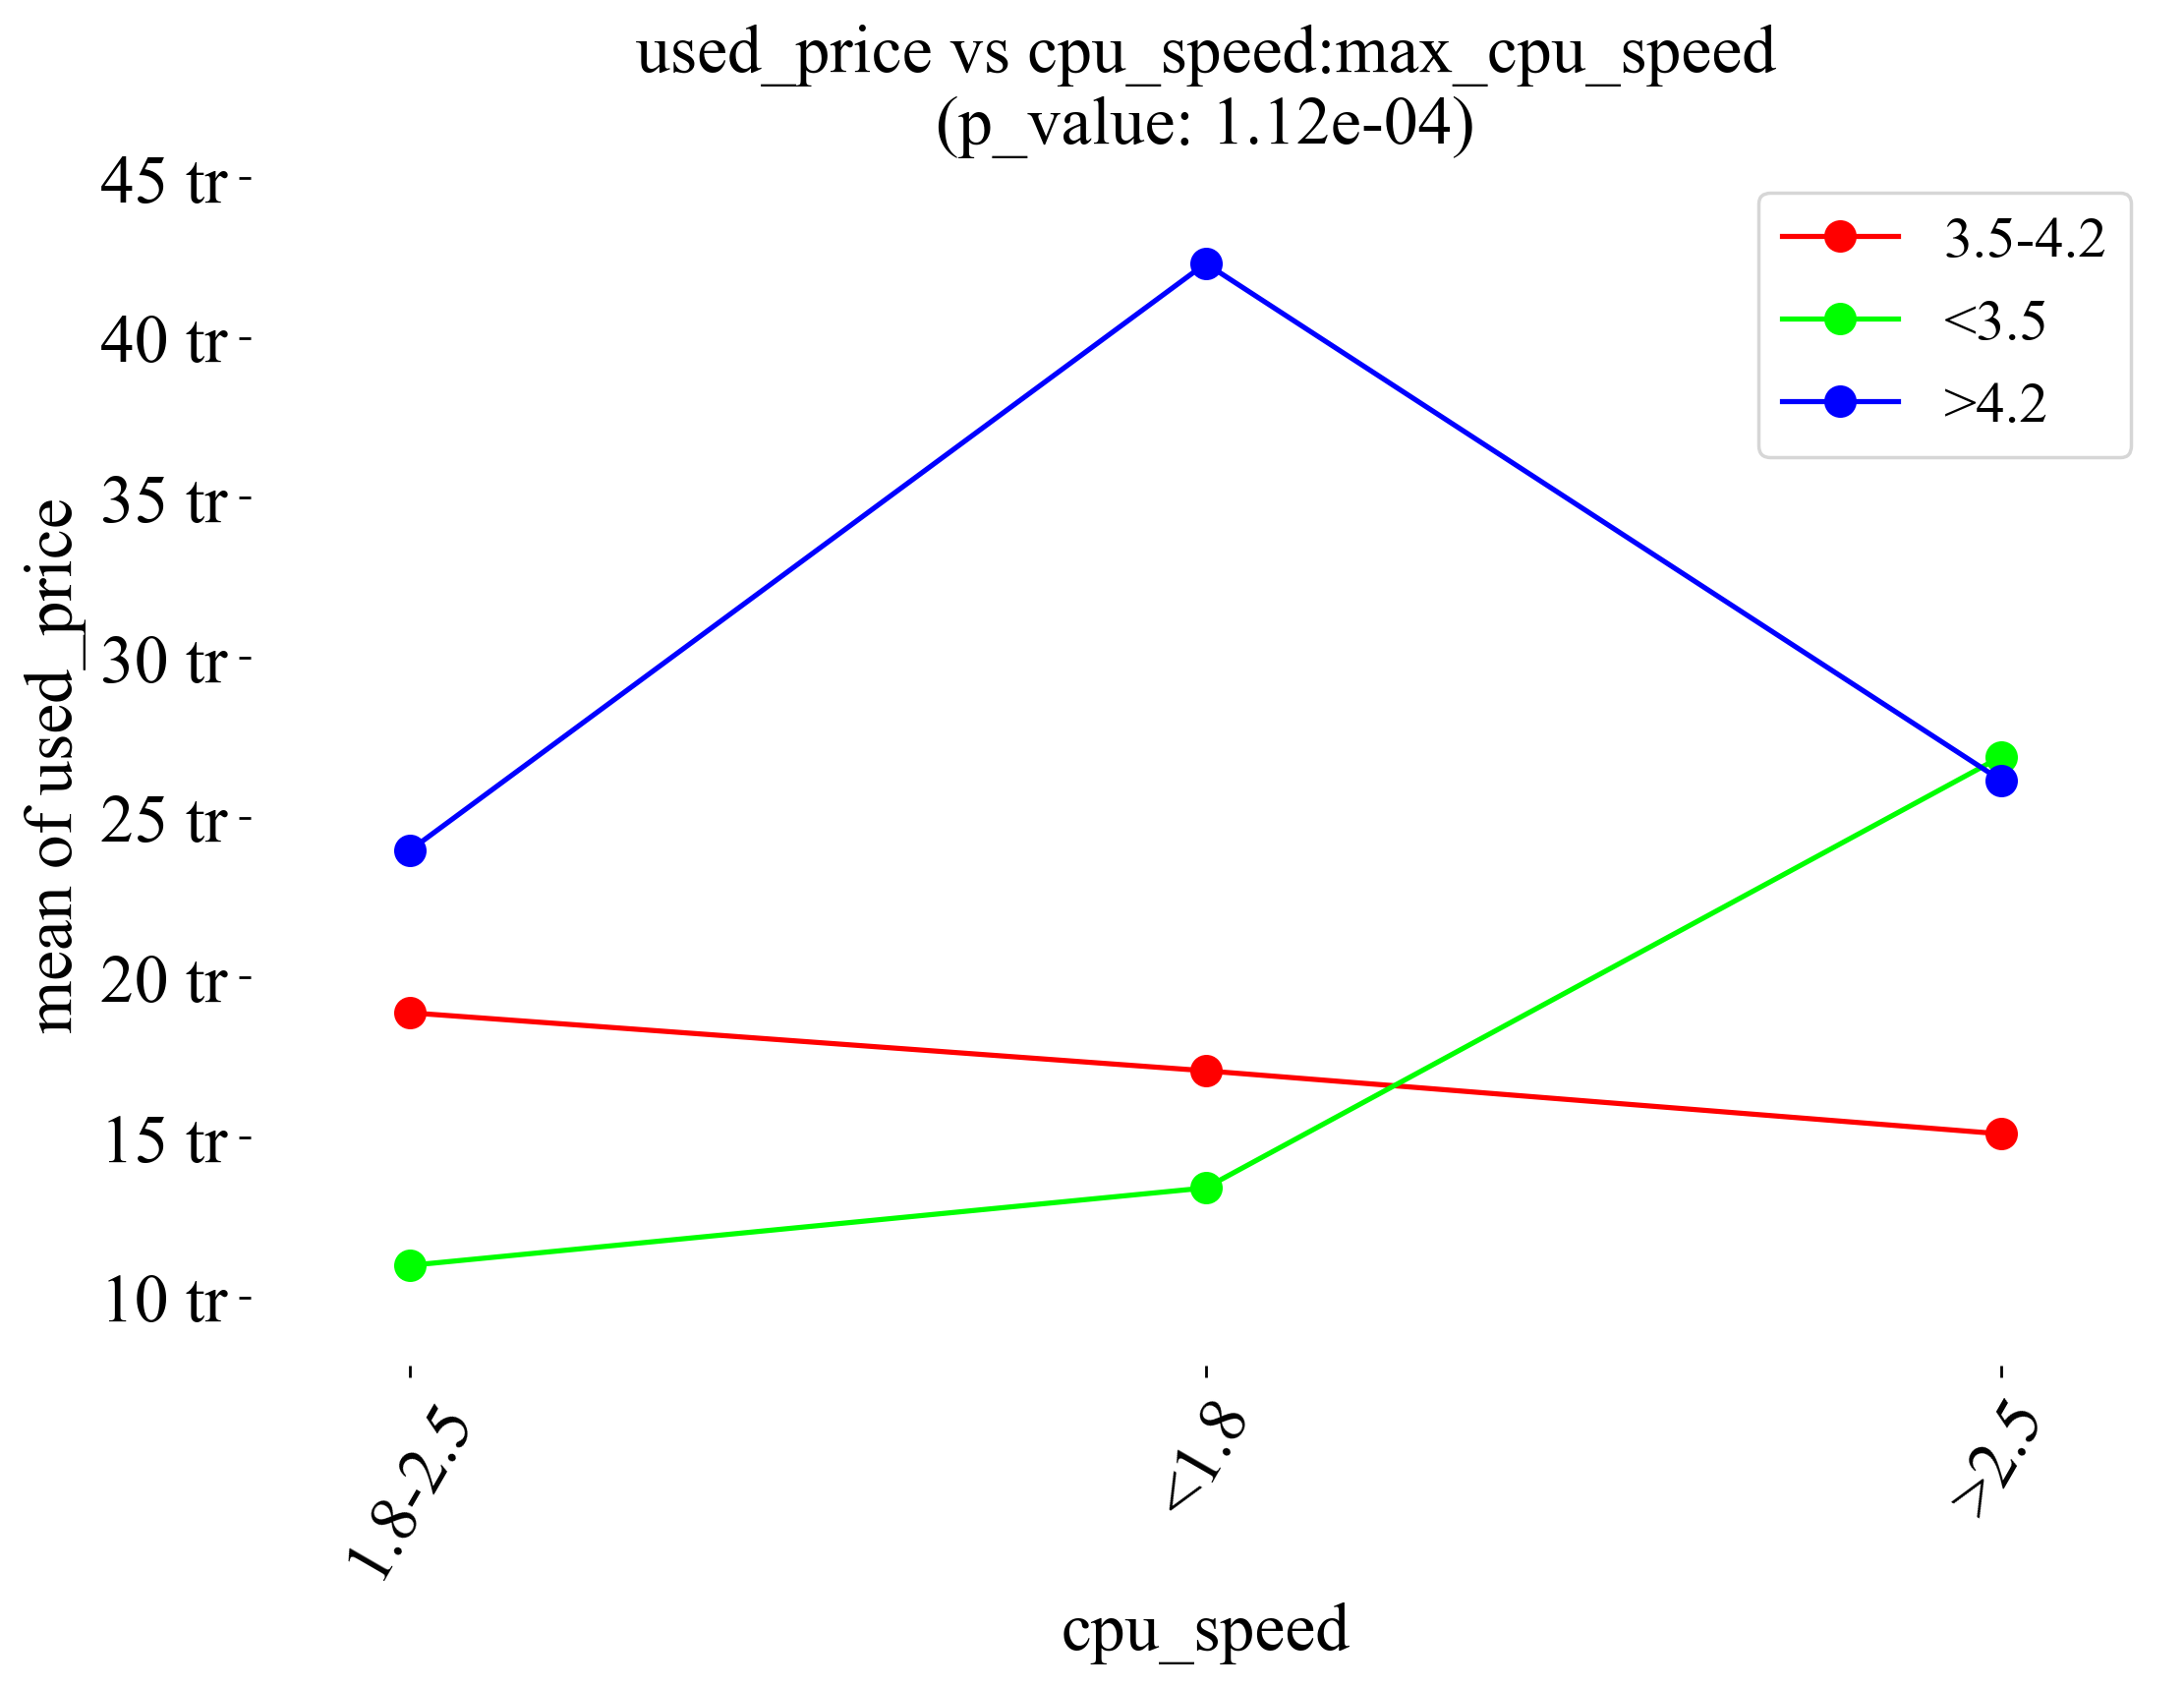 used_price vs cpu_speed:max_cpu_speed
(p_value: 1.12e-04)
45 tr
40 tr
35 tr
30 tr
25 tr
20 tr
15 tr
10 tr
mean of used_price
3.5-4.2
<3.5
>4.2
1.8-2.5
<1.8
>2.5
cpu_speed